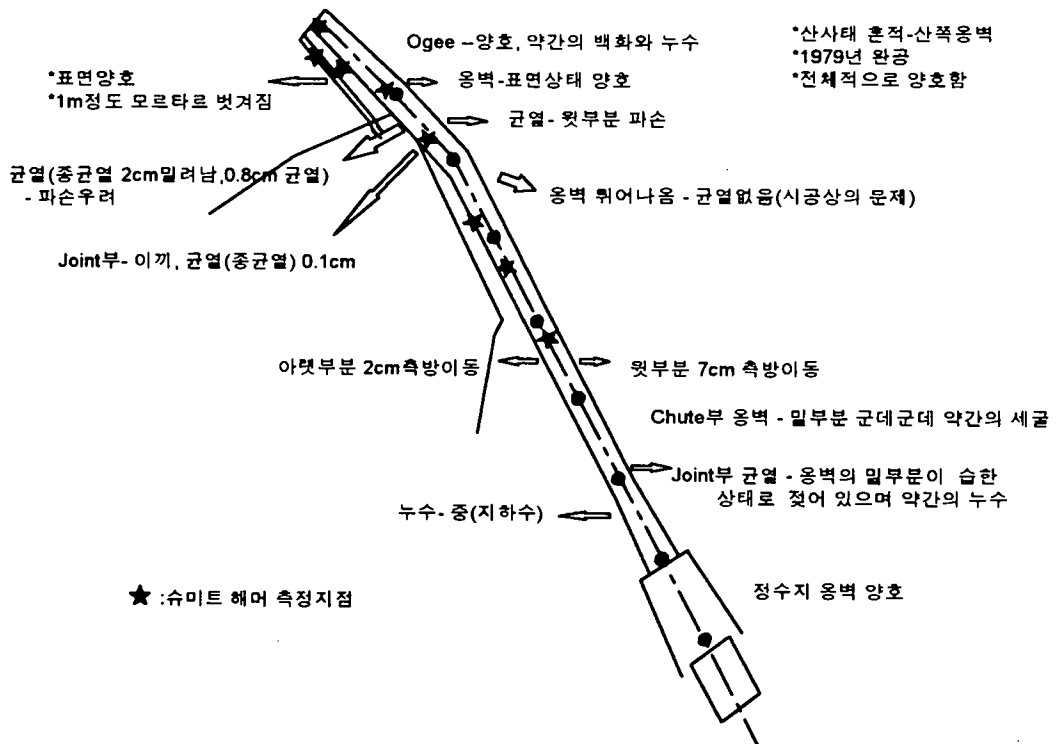 Ogee –양호, 약간의 백화와 누수
*산사태 흔적-산쪽옹벽
*1979년 완공
*전체적으로 양호함
*표면양호
*1m정도 모르타르 벗겨짐
옹벽-표면상태 양호
균열- 윗부분 파손
균열(종균열 2cm밀려남,0.8cm 균열)
- 파손우려
옹벽 튀어나옴 - 균열없음(시공상의 문제)
Joint부- 이끼, 균열(종균열) 0.1cm
아랫부분 2cm측방이동
윗부분 7cm 측방이동
Chute부 옹벽 - 밑부분 군데군데 약간의 세굴
Joint부 균열 - 옹벽의 밑부분이 습한
상태로 젖어 있으며 약간의 누수
누수- 중(지하수)
정수지 옹벽 양호
★ :슈미트 해머 측정지점